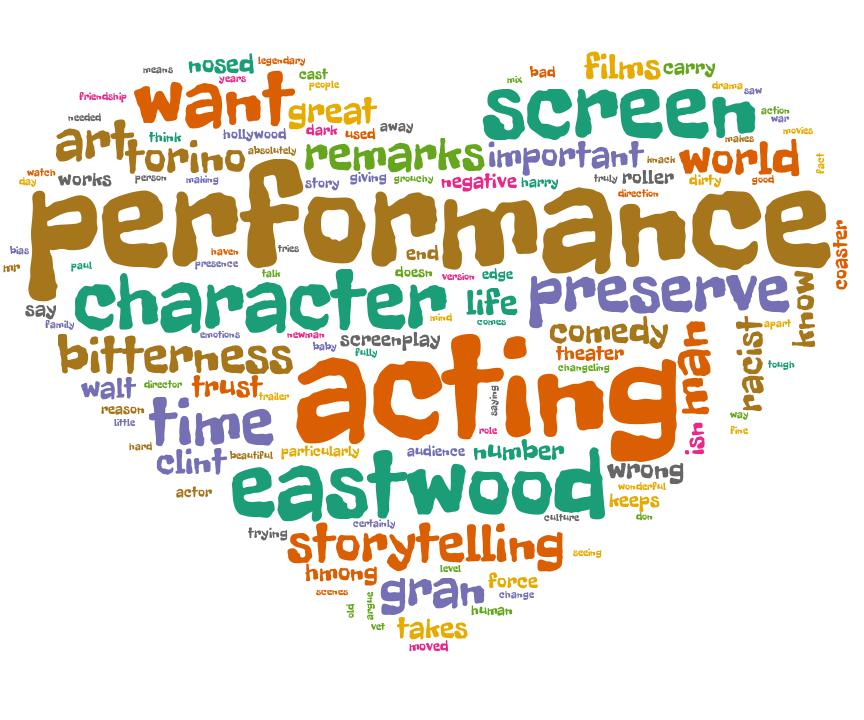 means
nosed
legendary
years
cast
people
films
carry
mix
bad
friendship
want
great
screen
drama
saw
needed
art
think
hollywood
dark
used
away
action
war
movies
makes
torino
absolutely
remarks
important
knack
world
fact
watch
day
works
person
making
story
giving
grouchy
negative
harry
truly
roller
dirty
good
direction
performance
coaster
bias
mr
paul
haven
presence
tries
talk
end
doesn
version
edge
say
family
character
mind
life
comes
preserve
know
emotions
newman
baby
fully
screenplay
comedy
theater
changeling
man
isn
racist
apart
tough
bitterness
walt
director
trust
trailer
acting
saying
role
reason
little
time
way
fine
hard
clint
beautiful
particularly
audience
number
wrong
wonderful
keeps
don
actor
eastwood
culture
certainly
trying
storytelling
seeing
hmong
level
scenes
gran
force
change
old
argue
vet
human
takes
moved